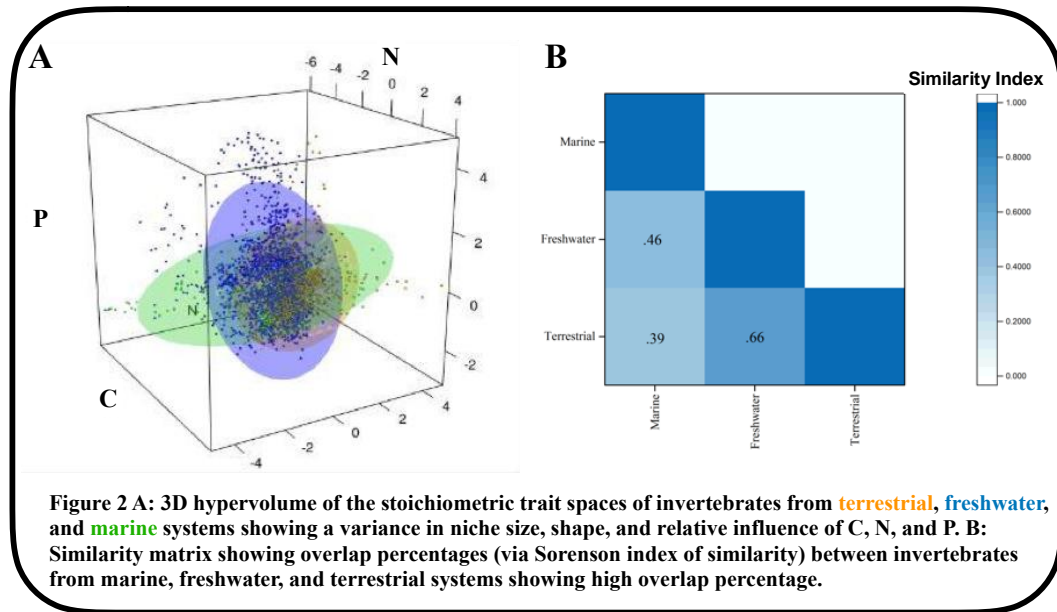 A
N
-6
-4
-2
0
2
4
P
4
2
0
-2
N
C
-4
-2
0
2
4
B
Similarity Index
Marine
Freshwater
Terrestrial
.46
.39
.66
Marine
Freshwater
Terrestrial
1.000
0.8000
0.6000
0.4000
0.2000
0.000
Figure 2 A: 3D hypervolume of the stoichiometric trait spaces of invertebrates from terrestrial, freshwater,
and marine systems showing a variance in niche size, shape, and relative influence of C, N, and P. B:
Similarity matrix showing overlap percentages (via Sorenson index of similarity) between invertebrates
from marine, freshwater, and terrestrial systems showing high overlap percentage.